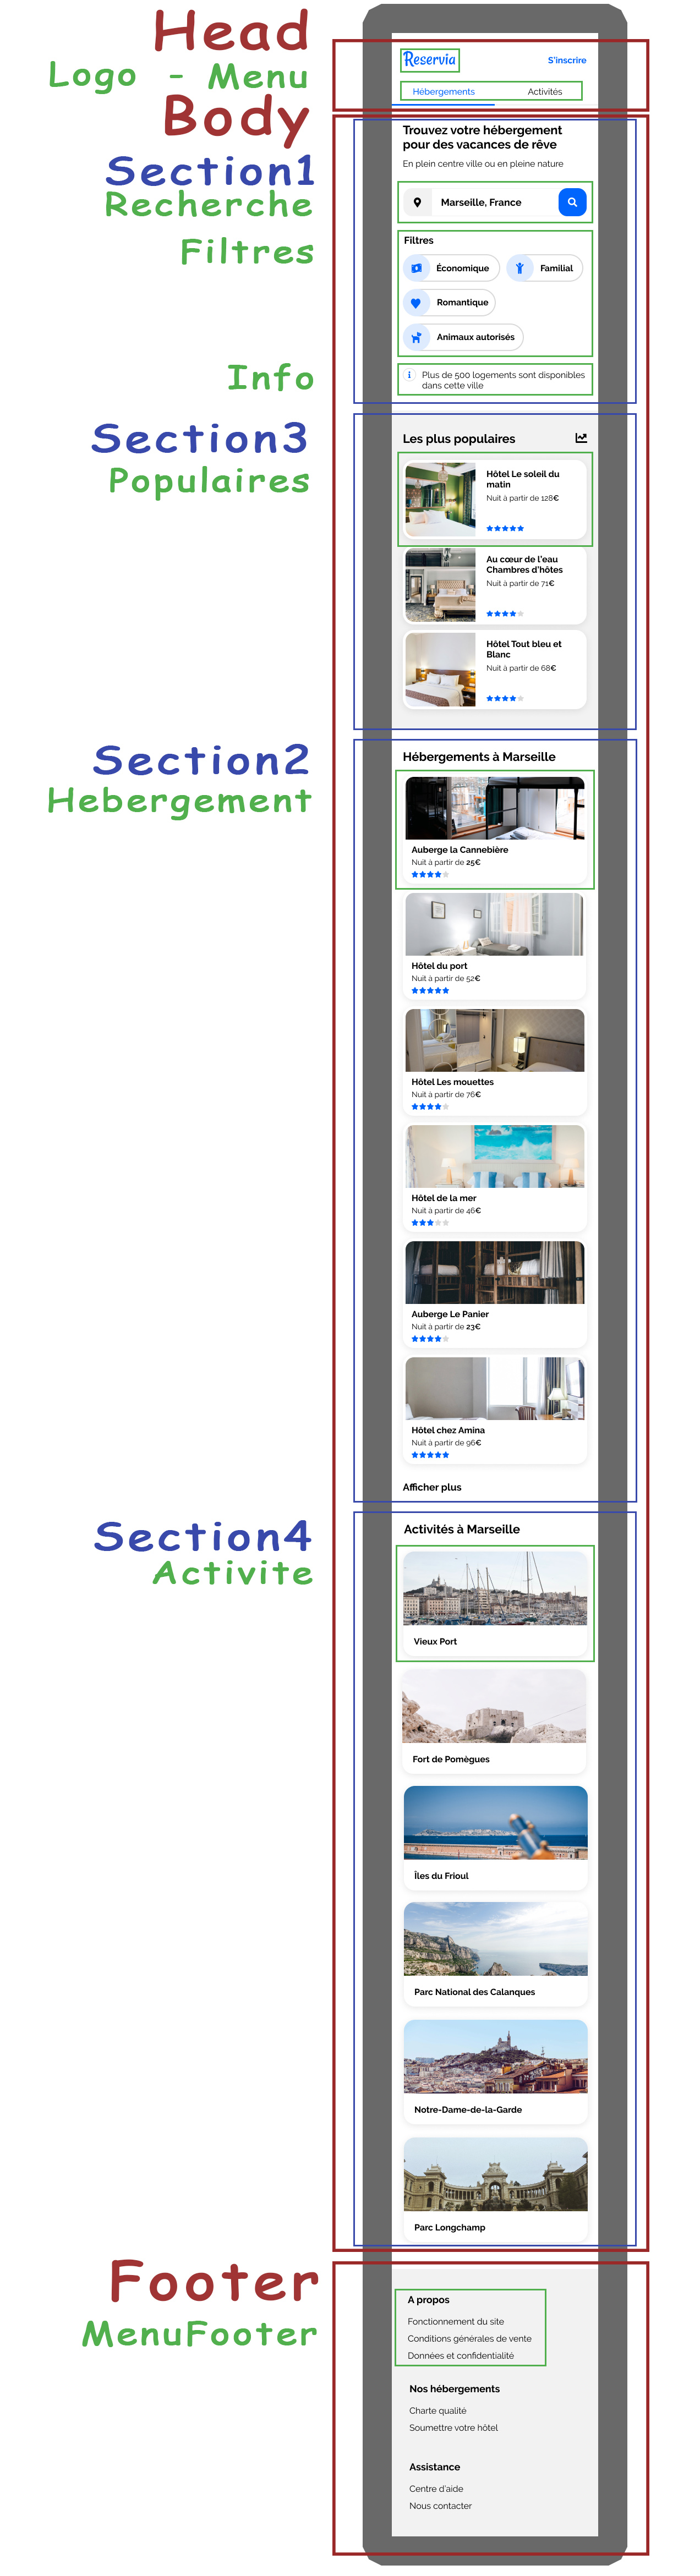 Head
Logo - Menu
Body
Section1
Recherche
Filtres
Info
Section3
Populaires
Section2
Hebergement
Section4
Activite
Footer
MenuFooter
Reservia
S'inscrire
Hébergements
Activités
Trouvez votre hébergement
pour des vacances de rêve
En plein centre ville ou en pleine nature
Marseille, France
Filtres
Économique
Familial
Romantique
Animaux autorisés
i
Plus de 500 logements sont disponibles
dans cette ville
Les plus populaires
Hôtel Le soleil du
matin
Nuit à partir de 128€
Au cœur de l'eau
Chambres d'hôtes
Nuit à partir de 71€
Hôtel Tout bleu et
Blanc
Nuit à partir de 68€
Hébergements à Marseille
Auberge la Cannebière
Nuit à partir de 25€
Hôtel du port
Nuit à partir de 52€
Hôtel Les mouettes
Nuit à partir de 76€
Hôtel de la mer
Nuit à partir de 46€
Auberge Le Panier
Nuit à partir de 23€
Hôtel chez Amina
Nuit à partir de 96€
Afficher plus
Activités à Marseille
Vieux Port
Fort de Pomègues
Îles du Frioul
Parc National des Calanques
Notre-Dame-de-la-Garde
Parc Longchamp
A propos
Fonctionnement du site
Conditions générales de vente
Données et confidentialité
Nos hébergements
Charte qualité
Soumettre votre hôtel
Assistance
Centre d'aide
Nous contacter